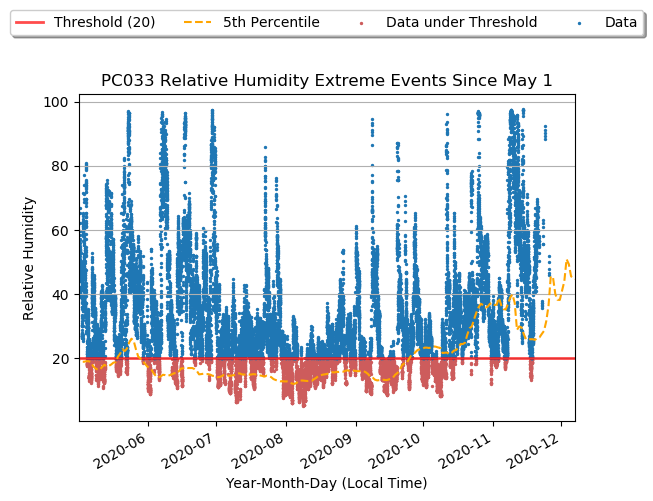 Threshold (20) 5th Percentile Data under Threshold Data
PC033 Relative Humidity Extreme Events Since May 1
100
80
60
40
20
Relative Humidity
2020-06 2020-07 2020-08 2020-09 2020-10 2020-11 2020-12
Year-Month-Day (Local Time)